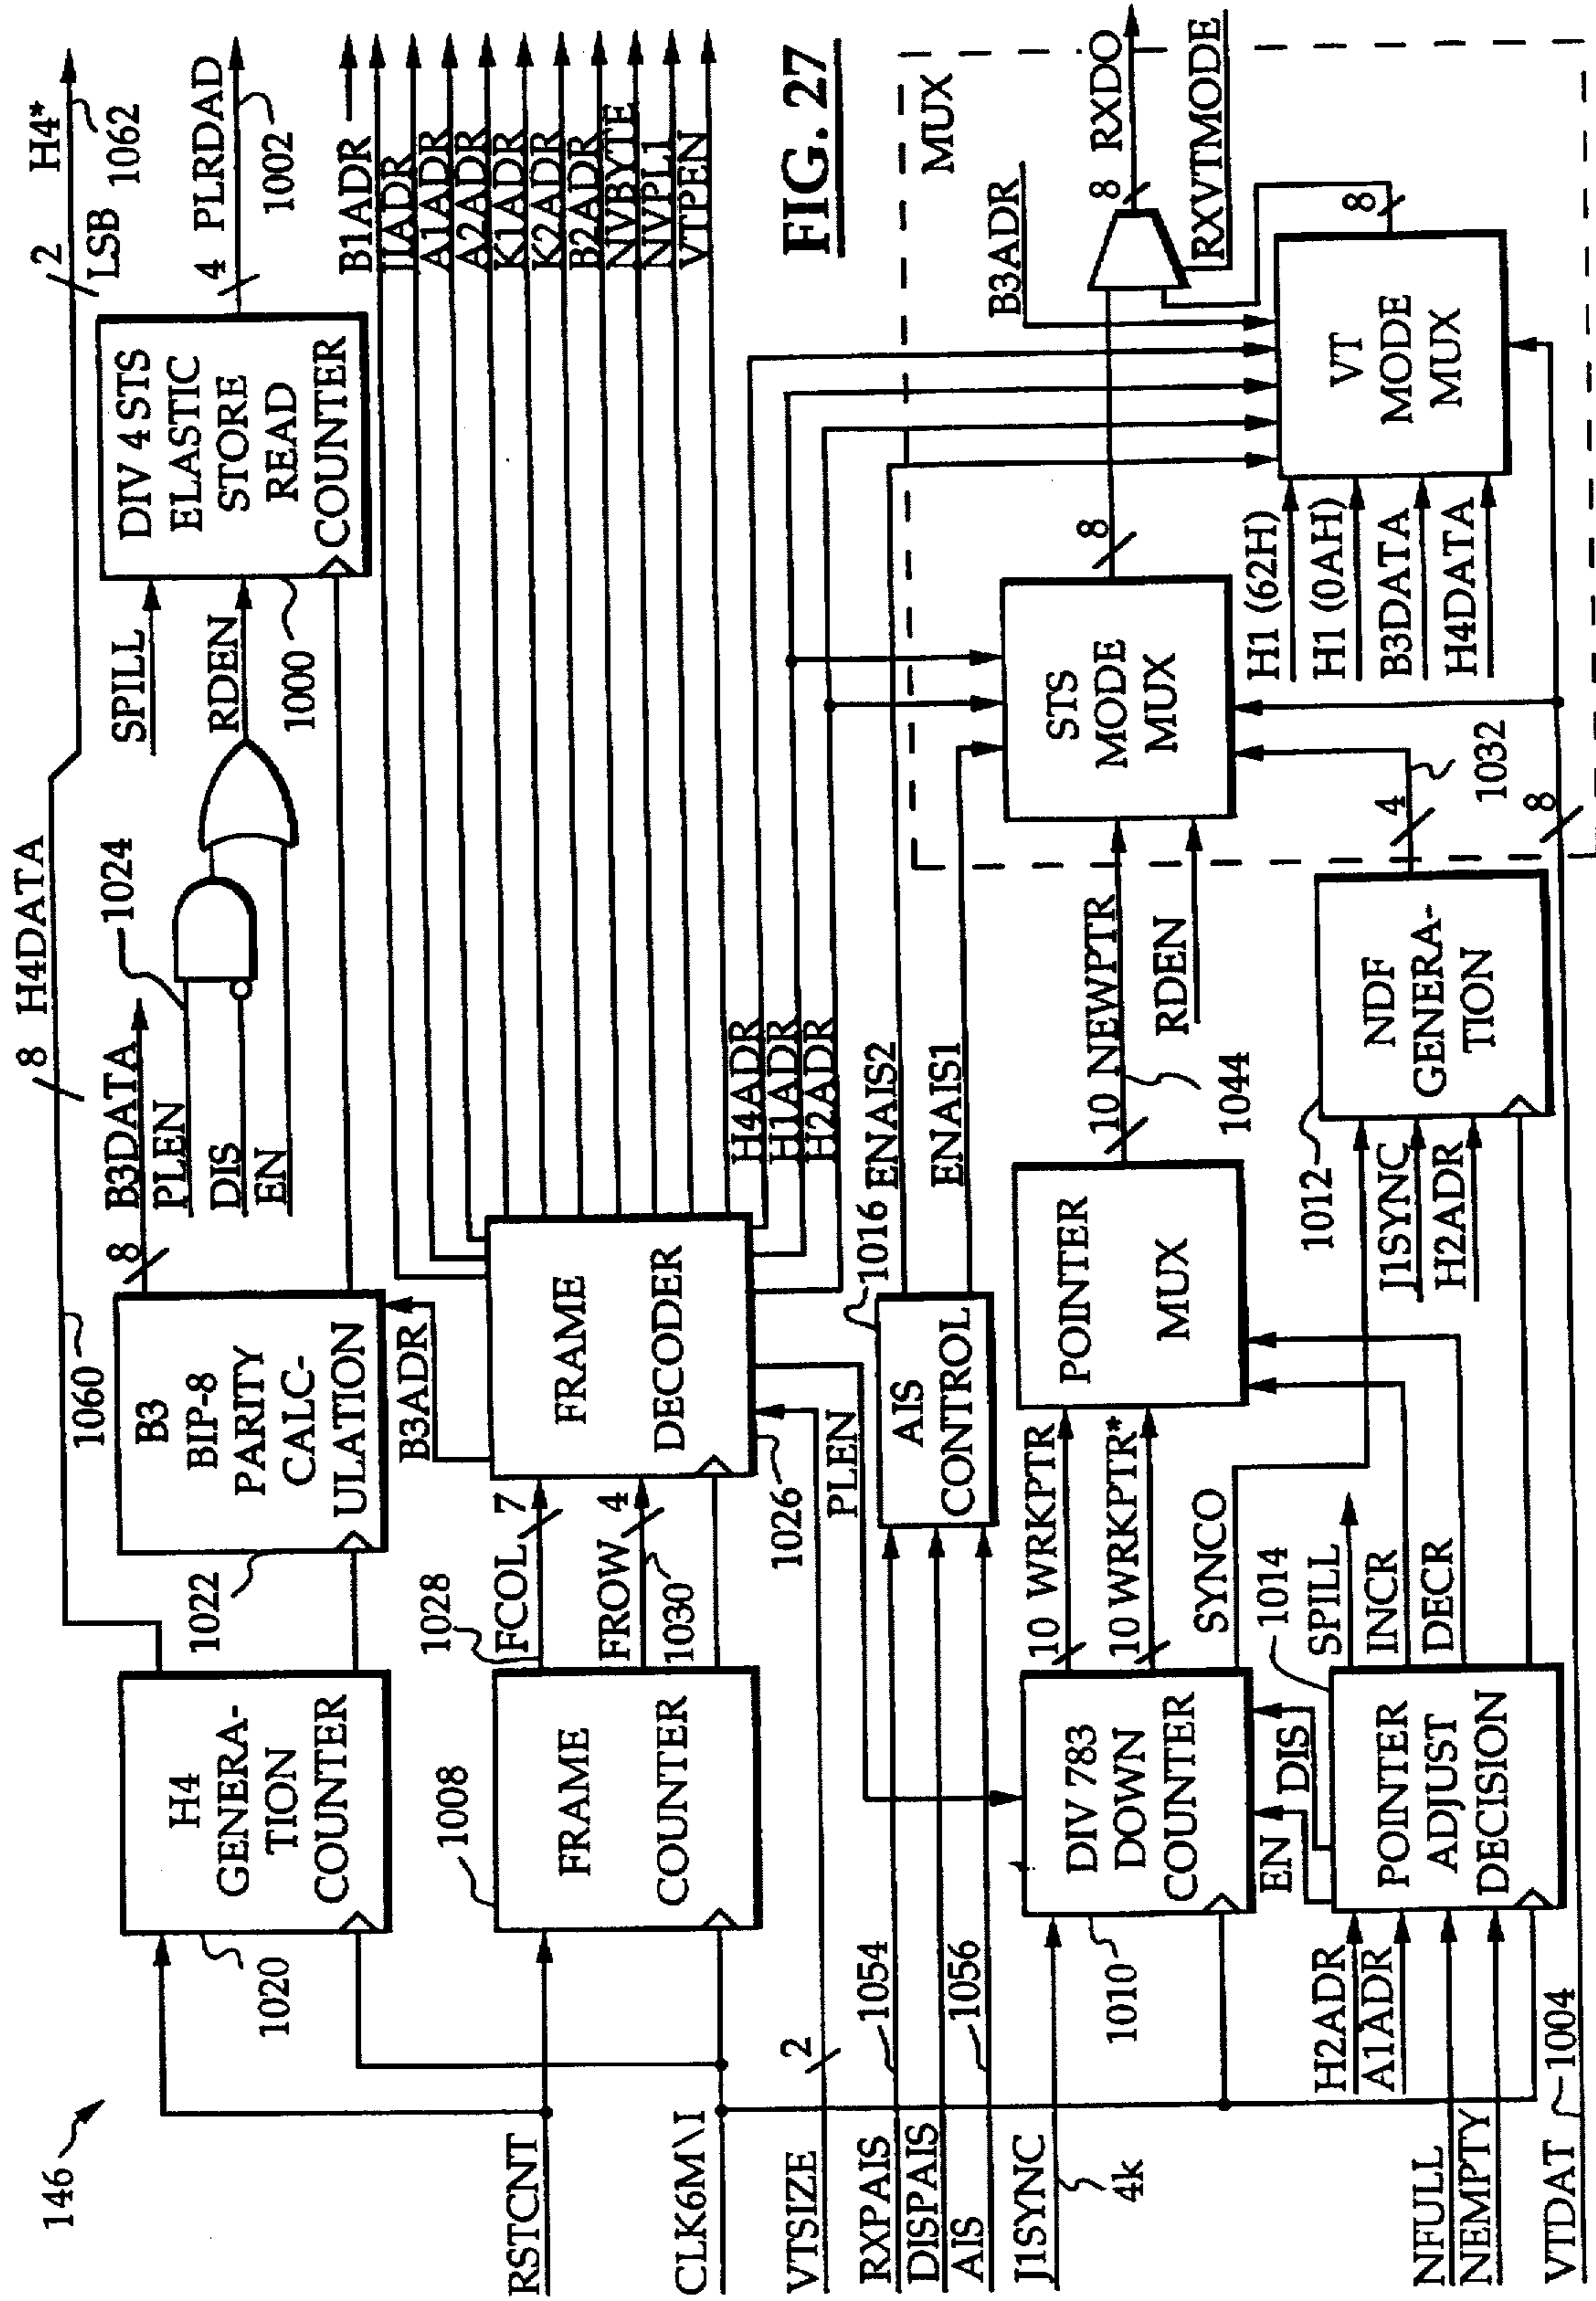 146
RSTCNT
CLK6M\I
VTSIZE
2
RXPAIS
DISPAIS
AIS
J1SYNC
4k
NFULL
NEMPTY
VTDAT
1004
1054
1056
1010
H2ADR
A1ADR
1020
H4
GENERA-
TION
COUNTER
1008
FRAME
COUNTER
DIV 783
DOWN
COUNTER
EN
DIS
POINTER
ADJUST
DECISION
1014
1060
1022
B3
BIP-8
PARITY
CALC-
ULATION
B3ADR
1028
FCOL
7
FROW
4
1030
FRAME
DECODER
1026
PLEN
AIS
CONTROL
1016
10 WRKPTR
10 WRKPTR*
SYNCO
SPILL
INCR
DECR
POINTER
MUX
8 H4DATA
8
B3DATA
PLEN
DIS
EN
1024
SPILL
RDEN
1000
DIV 4 STS
ELASTIC
STORE
READ
COUNTER
2
LSB
H4*
1062
4 PLRDAD
1002
B1ADR
J1ADR
A1ADR
A2ADR
K1ADR
K2ADR
B2ADR
NVBYTE
NVPL1
VTPEN
H4ADR
H1ADR
H2ADR
ENAIS2
ENAIS1
10 NEWPTR
1044
RDEN
1012
J1SYNC
H2ADR
NDF
GENERA-
TION
4
1032
8
STS
MODE
MUX
8
H1 (62H)
H1 (0AH)
B3DATA
H4DATA
VT
MODE
MUX
B3ADR
8
8
RXDO
RXVTMODE
MUX
FIG. 27